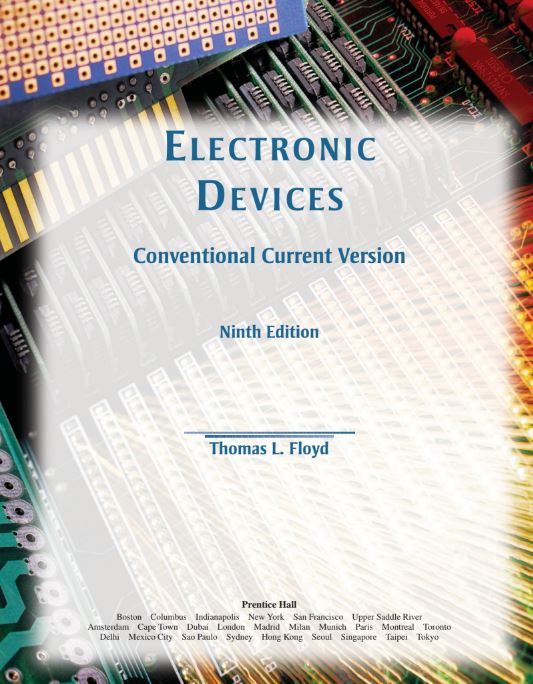 ELECTRONIC
DEVICES
Conventional Current Version
Ninth Edition
Thomas L. Floyd
Prentice Hall
Boston Columbus Indianapolis New York San Francisco Upper Saddle River
Amsterdam Cape Town Dubai London Madrid Milan Munich Paris Montreal Toronto
Delhi Mexico City Sao Paulo Sydney Hong Kong Seoul Singapore Taipei Tokyo